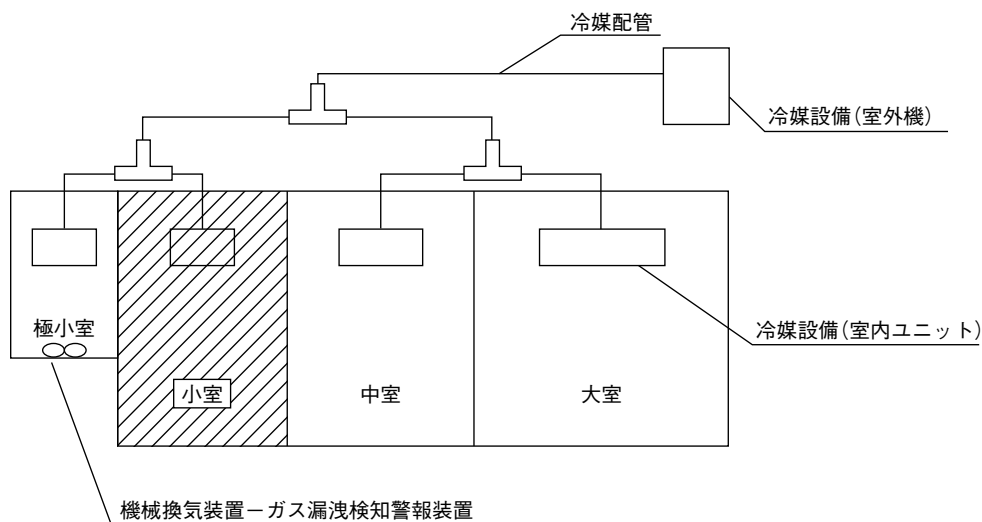 冷媒配管
冷媒設備(室外機)
極小室
冷媒設備(室内ユニット)
小室
中室
大室
機械換気装置－ガス漏洩検知警報装置